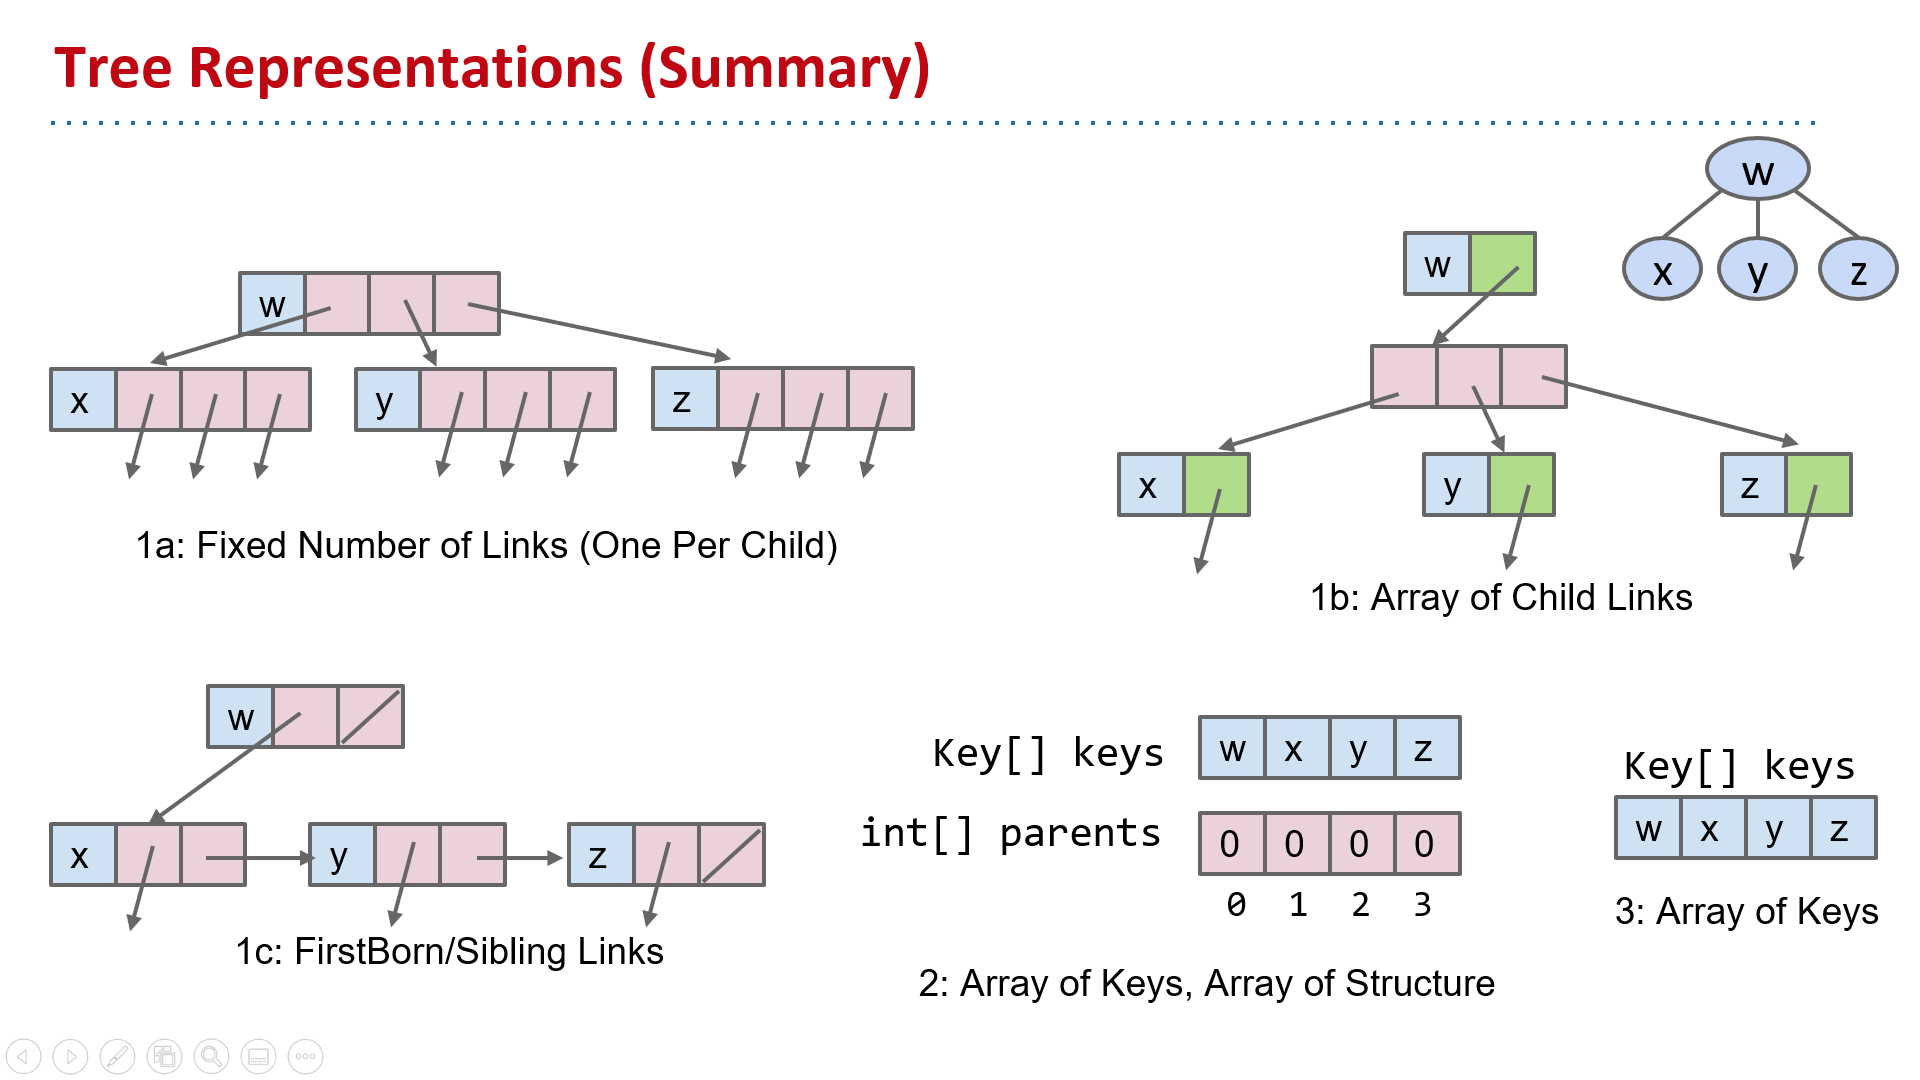 Tree Representations (Summary)
w
x y z
w
x y z
1a: Fixed Number of Links (One Per Child)
w
x y z
1b: Array of Child Links
w
x y z
1c: FirstBorn/Sibling Links
Key[] keys w x y z
int[] parents 0 0 0 0
0 1 2 3
2: Array of Keys, Array of Structure
Key[] keys
w x y z
3: Array of Keys